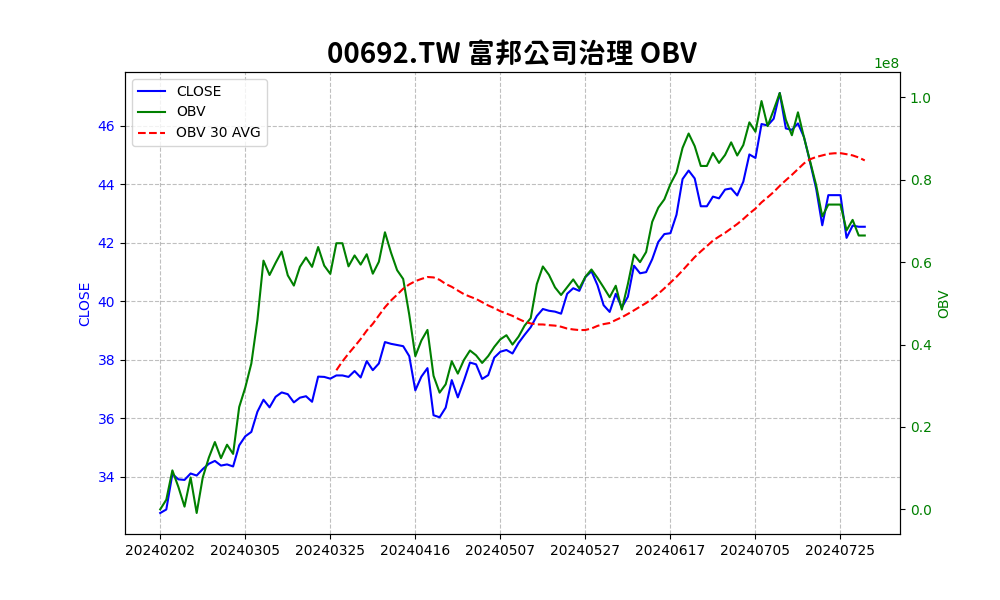 00692.TW 富邦公司治理 OBV
1e8
CLOSE
OBV
OBV 30 AVG
46
44
42
40
38
36
34
CLOSE
1.0
0.8
0.6
0.4
0.2
0.0
OBV
20240202 20240305 20240325 20240416 20240507 20240527 20240617 20240705 20240725